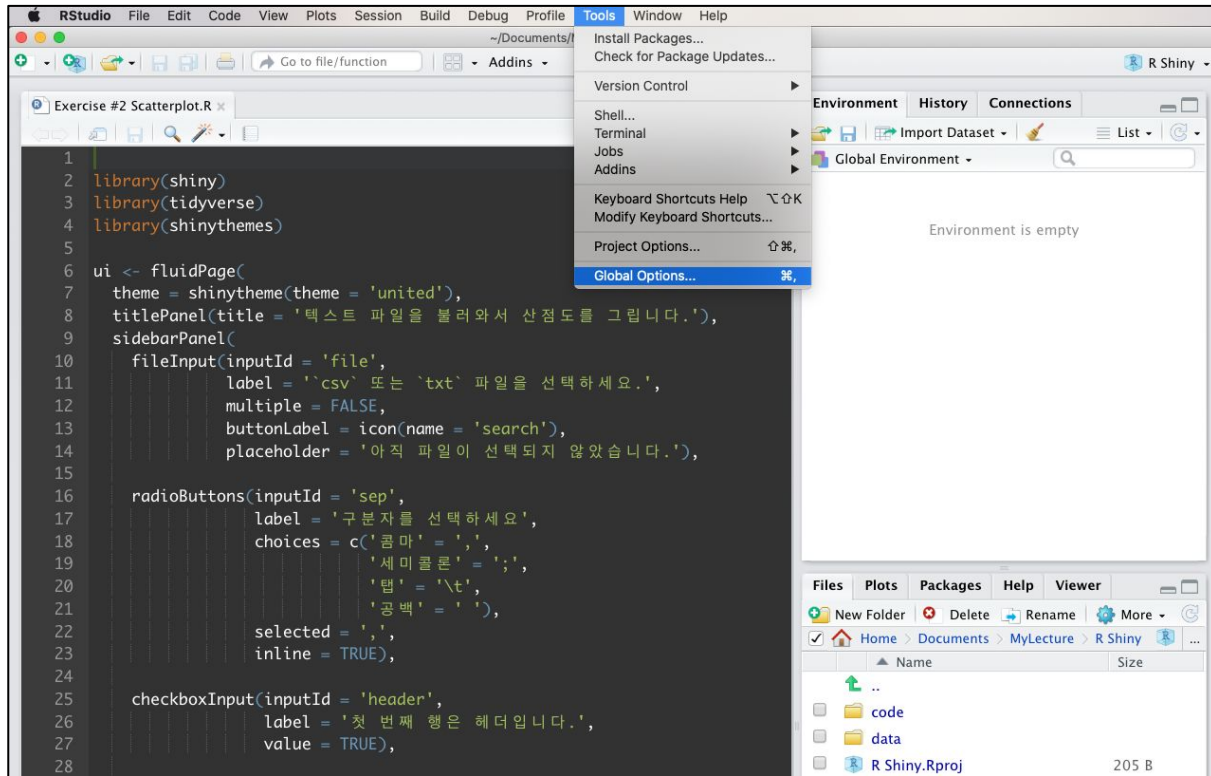 RStudio File Edit Code View Plots Session Build Debug Profile Tools Window Help
~/Documents/
Go to file/function Addins R Shiny
Install Packages...
Check for Package Updates...
Version Control
Shell...
Terminal
Jobs
Addins
Keyboard Shortcuts Help ⌥⇧K
Modify Keyboard Shortcuts...
Project Options... ⇧⌘,
Global Options... ⌘,
Exercise #2 Scatterplot.R
1
2 library(shiny)
3 library(tidyverse)
4 library(shinythemes)
5
6 ui <- fluidPage(
7 theme = shinytheme(theme = 'united'),
8 titlePanel(title = '텍스트 파일을 불러와서 산점도를 그립니다.'),
9 sidebarPanel(
10 fileInput(inputId = 'file',
11 label = '`csv` 또는 `txt` 파일을 선택하세요.',
12 multiple = FALSE,
13 buttonLabel = icon(name = 'search'),
14 placeholder = '아직 파일이 선택되지 않았습니다.'),
15
16 radioButtons(inputId = 'sep',
17 label = '구분자를 선택하세요',
18 choices = c('콤마' = ',',
19 '세미콜론' = ';',
20 '탭' = '\t',
21 '공백' = ' '),
22 selected = ',',
23 inline = TRUE),
24
25 checkboxInput(inputId = 'header',
26 label = '첫 번째 행은 헤더입니다.',
27 value = TRUE),
28
Environment History Connections
Import Dataset List
Global Environment
Environment is empty
Files Plots Packages Help Viewer
New Folder Delete Rename More
Home Documents MyLecture R Shiny ...
Name Size
..
code
data
R Shiny.Rproj 205 B